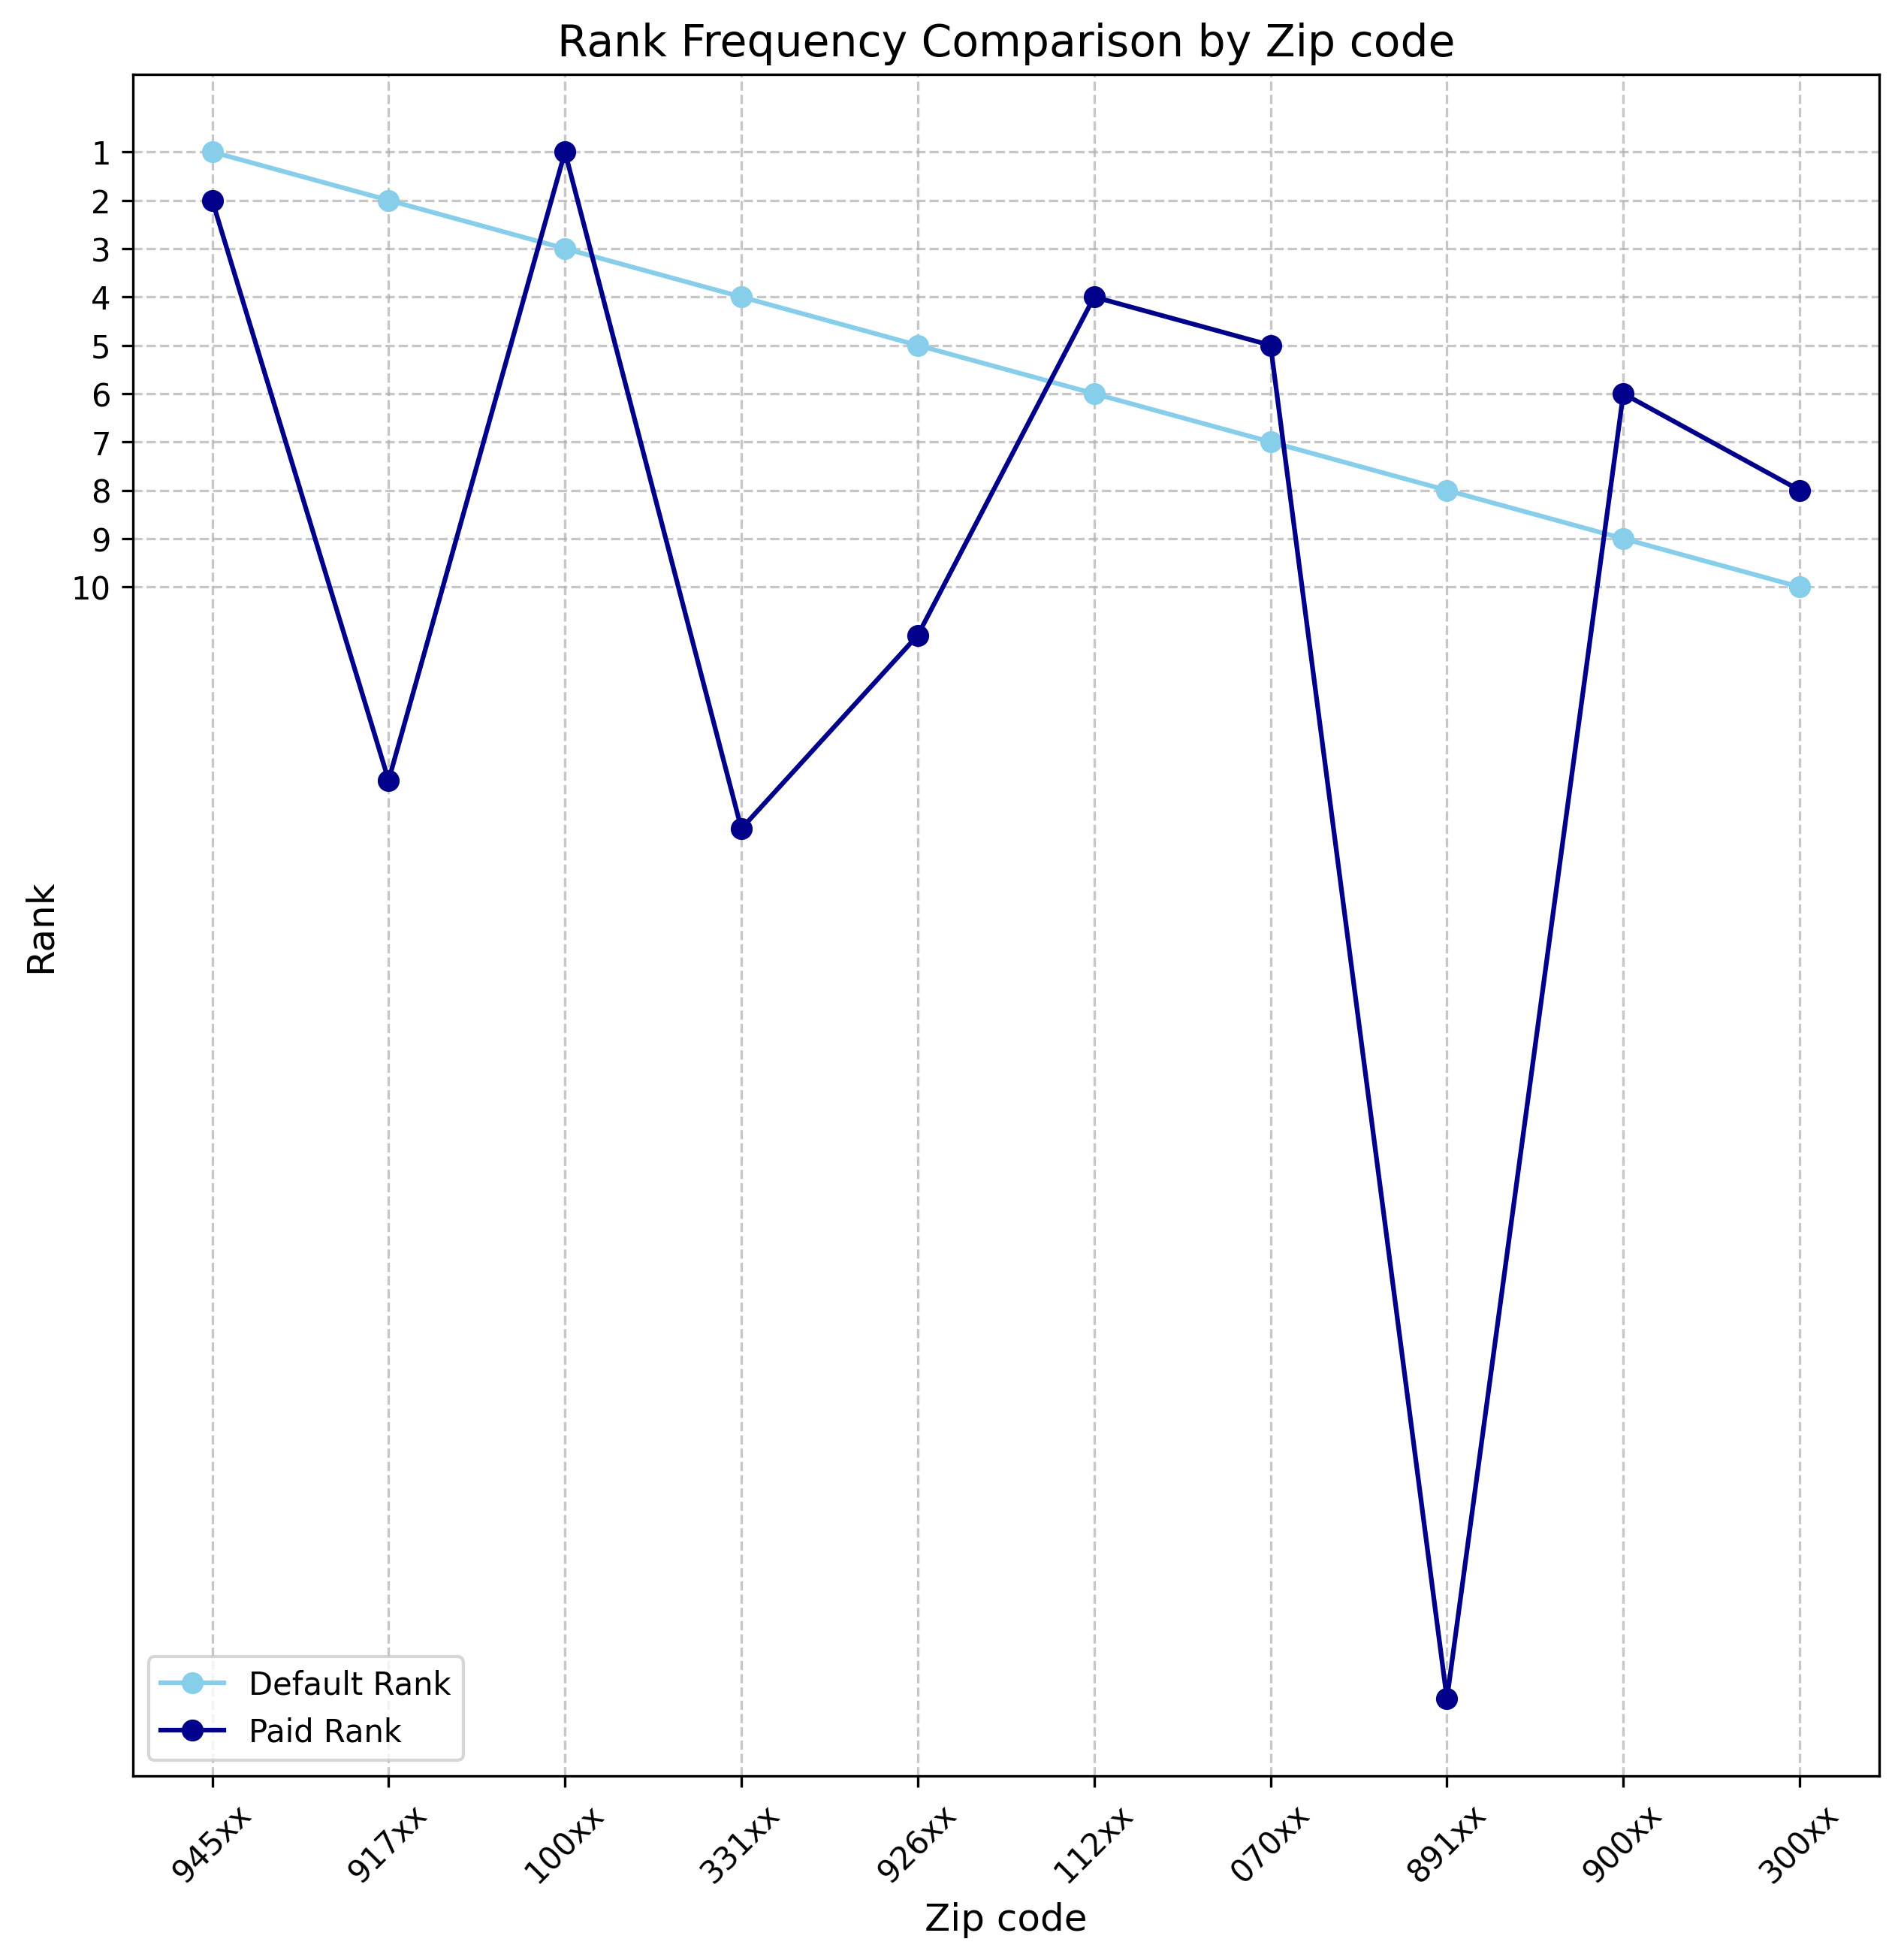 Rank Frequency Comparison by Zip code
1
2
3
4
5
6
7
8
9
10
Rank
Default Rank
Paid Rank
945xx
917xx
100xx
331xx
926xx
112xx
070xx
891xx
900xx
300xx
Zip code